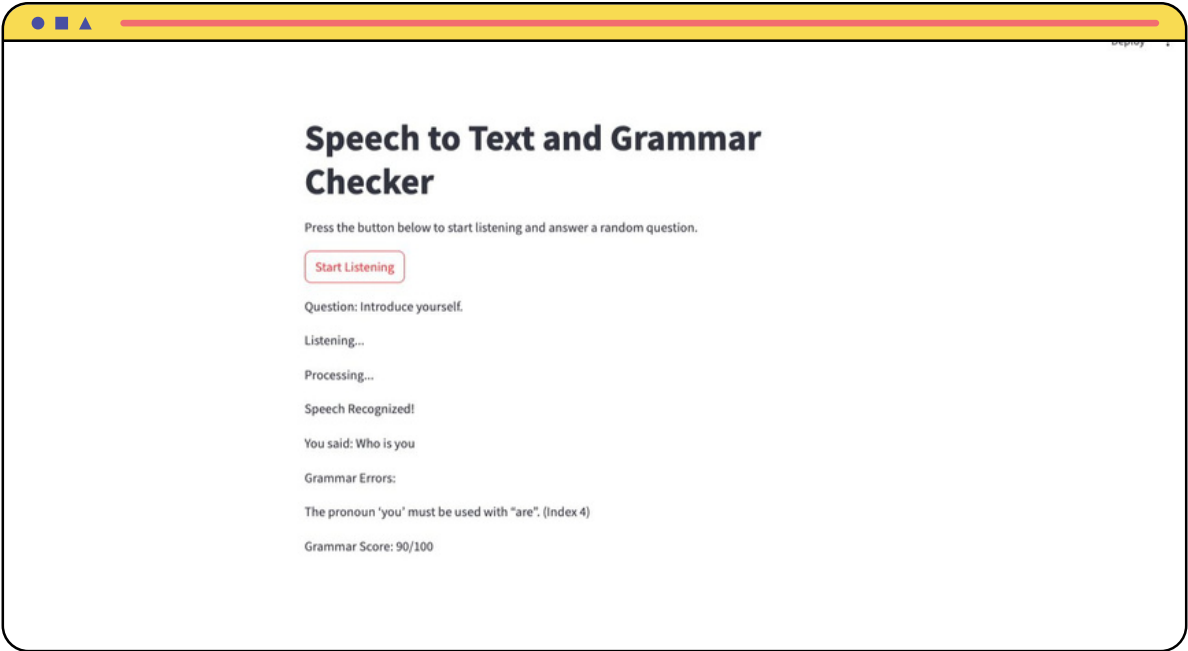 Deploy
Speech to Text and Grammar
Checker
Press the button below to start listening and answer a random question.
Start Listening
Question: Introduce yourself.
Listening...
Processing...
Speech Recognized!
You said: Who is you
Grammar Errors:
The pronoun ‘you’ must be used with “are”. (Index 4)
Grammar Score: 90/100